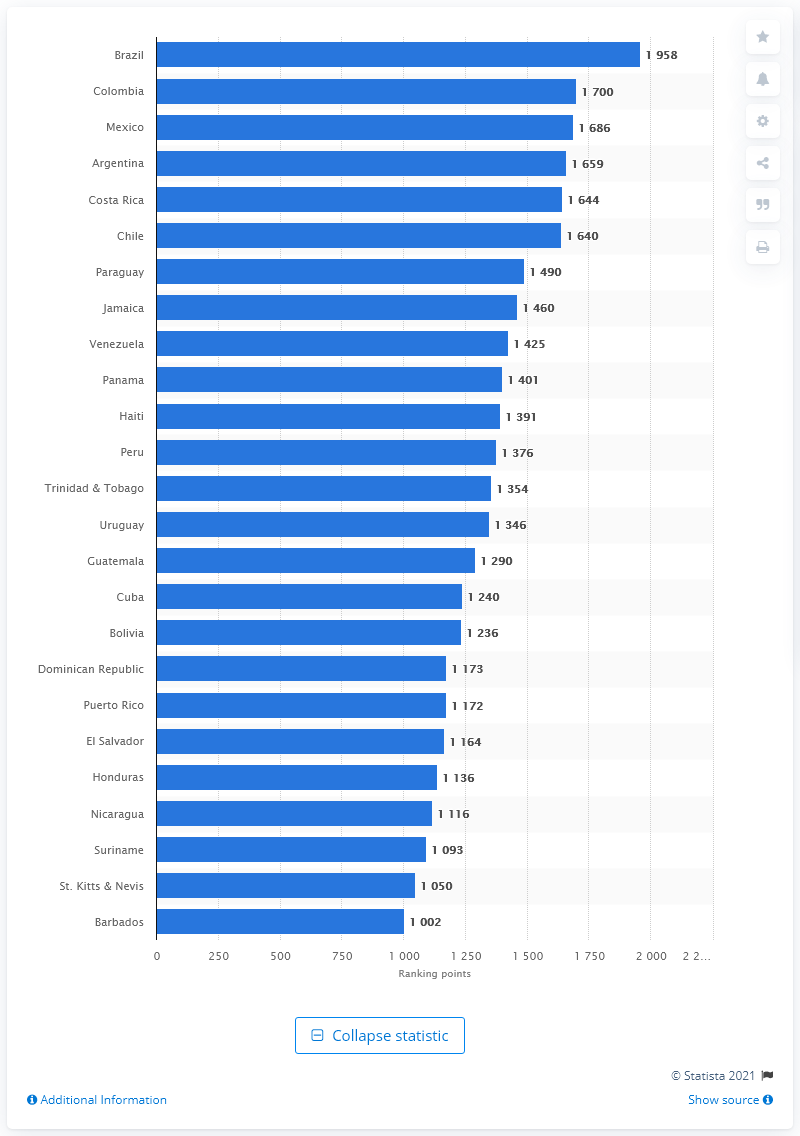 Brazil 1 958
Colombia 1 700
Mexico 1 686
Argentina 1 659
Costa Rica 1 644
Chile 1 640
Paraguay 1 490
Jamaica 1 460
Venezuela 1 425
Panama 1 401
Haiti 1 391
Peru 1 376
Trinidad & Tobago 1 354
Uruguay 1 346
Guatemala 1 290
Cuba 1 240
Bolivia 1 236
Dominican Republic 1 173
Puerto Rico 1 172
El Salvador 1 164
Honduras 1 136
Nicaragua 1 116
Suriname 1 093
St. Kitts & Nevis 1 050
Barbados 1 002
0 250 500 750 1 000 1 250 1 500 1 750 2 000 2 2...
Ranking points
Collapse statistic
© Statista 2021
Additional Information Show source